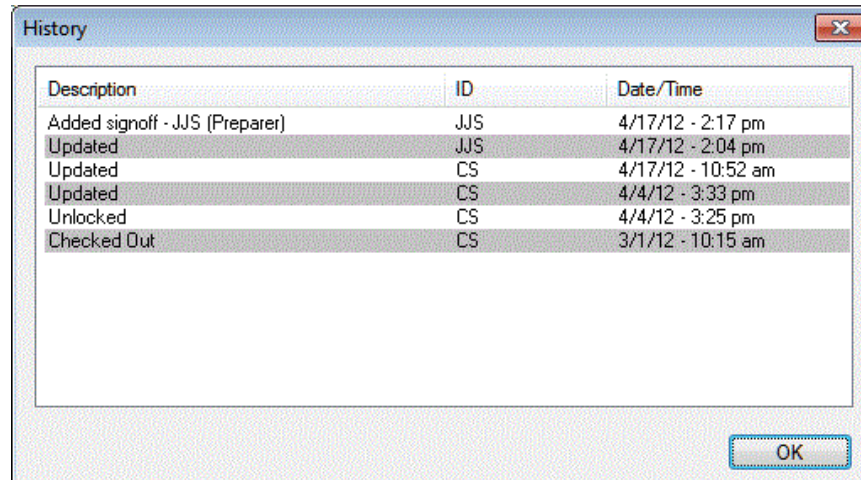 History
Description ID Date/Time
Added signoff - JJS (Preparer) JJS 4/17/12 - 2:17 pm
Updated JJS 4/17/12 - 2:04 pm
Updated CS 4/17/12 - 10:52 am
Updated CS 4/4/12 - 3:33 pm
Unlocked CS 4/4/12 - 3:25 pm
Checked Out CS 3/1/12 - 10:15 am
OK